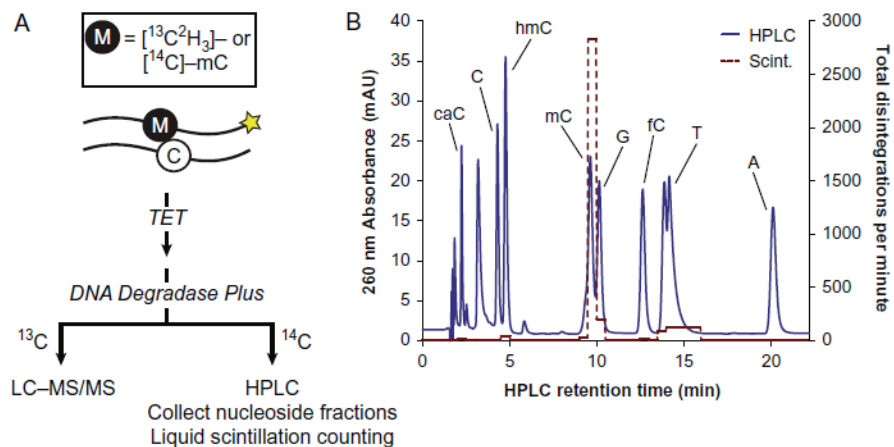 A
M = [¹³C²H₃]– or
[¹⁴C]–mC
M
C
TET
DNA Degradase Plus
¹³C
¹⁴C
LC–MS/MS
HPLC
Collect nucleoside fractions
Liquid scintillation counting
B
40
35
30
25
20
15
10
5
0
260 nm Absorbance (mAU)
caC
C
hmC
mC
G
fC
T
A
HPLC
Scint.
3000
2500
2000
1500
1000
500
0
Total disintegrations per minute
0
5
10
15
20
HPLC retention time (min)